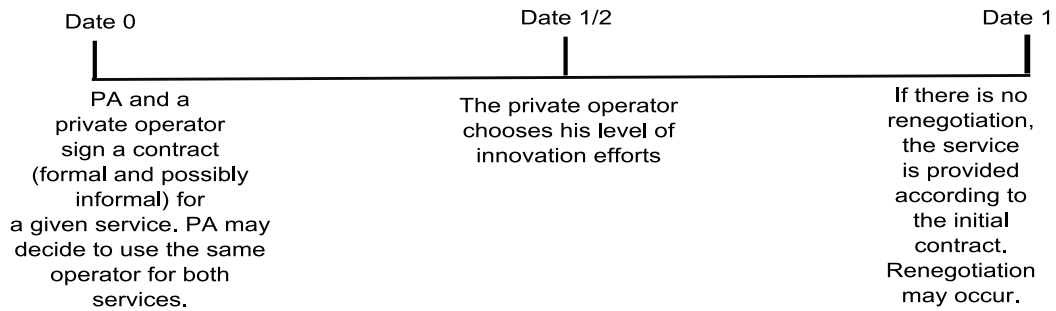 Date 0
PA and a
private operator
sign a contract
(formal and possibly
informal) for
a given service. PA may
decide to use the same
operator for both
services.
Date 1/2
The private operator
chooses his level of
innovation efforts
Date 1
If there is no
renegotiation,
the service
is provided
according to
the initial
contract.
Renegotiation
may occur.